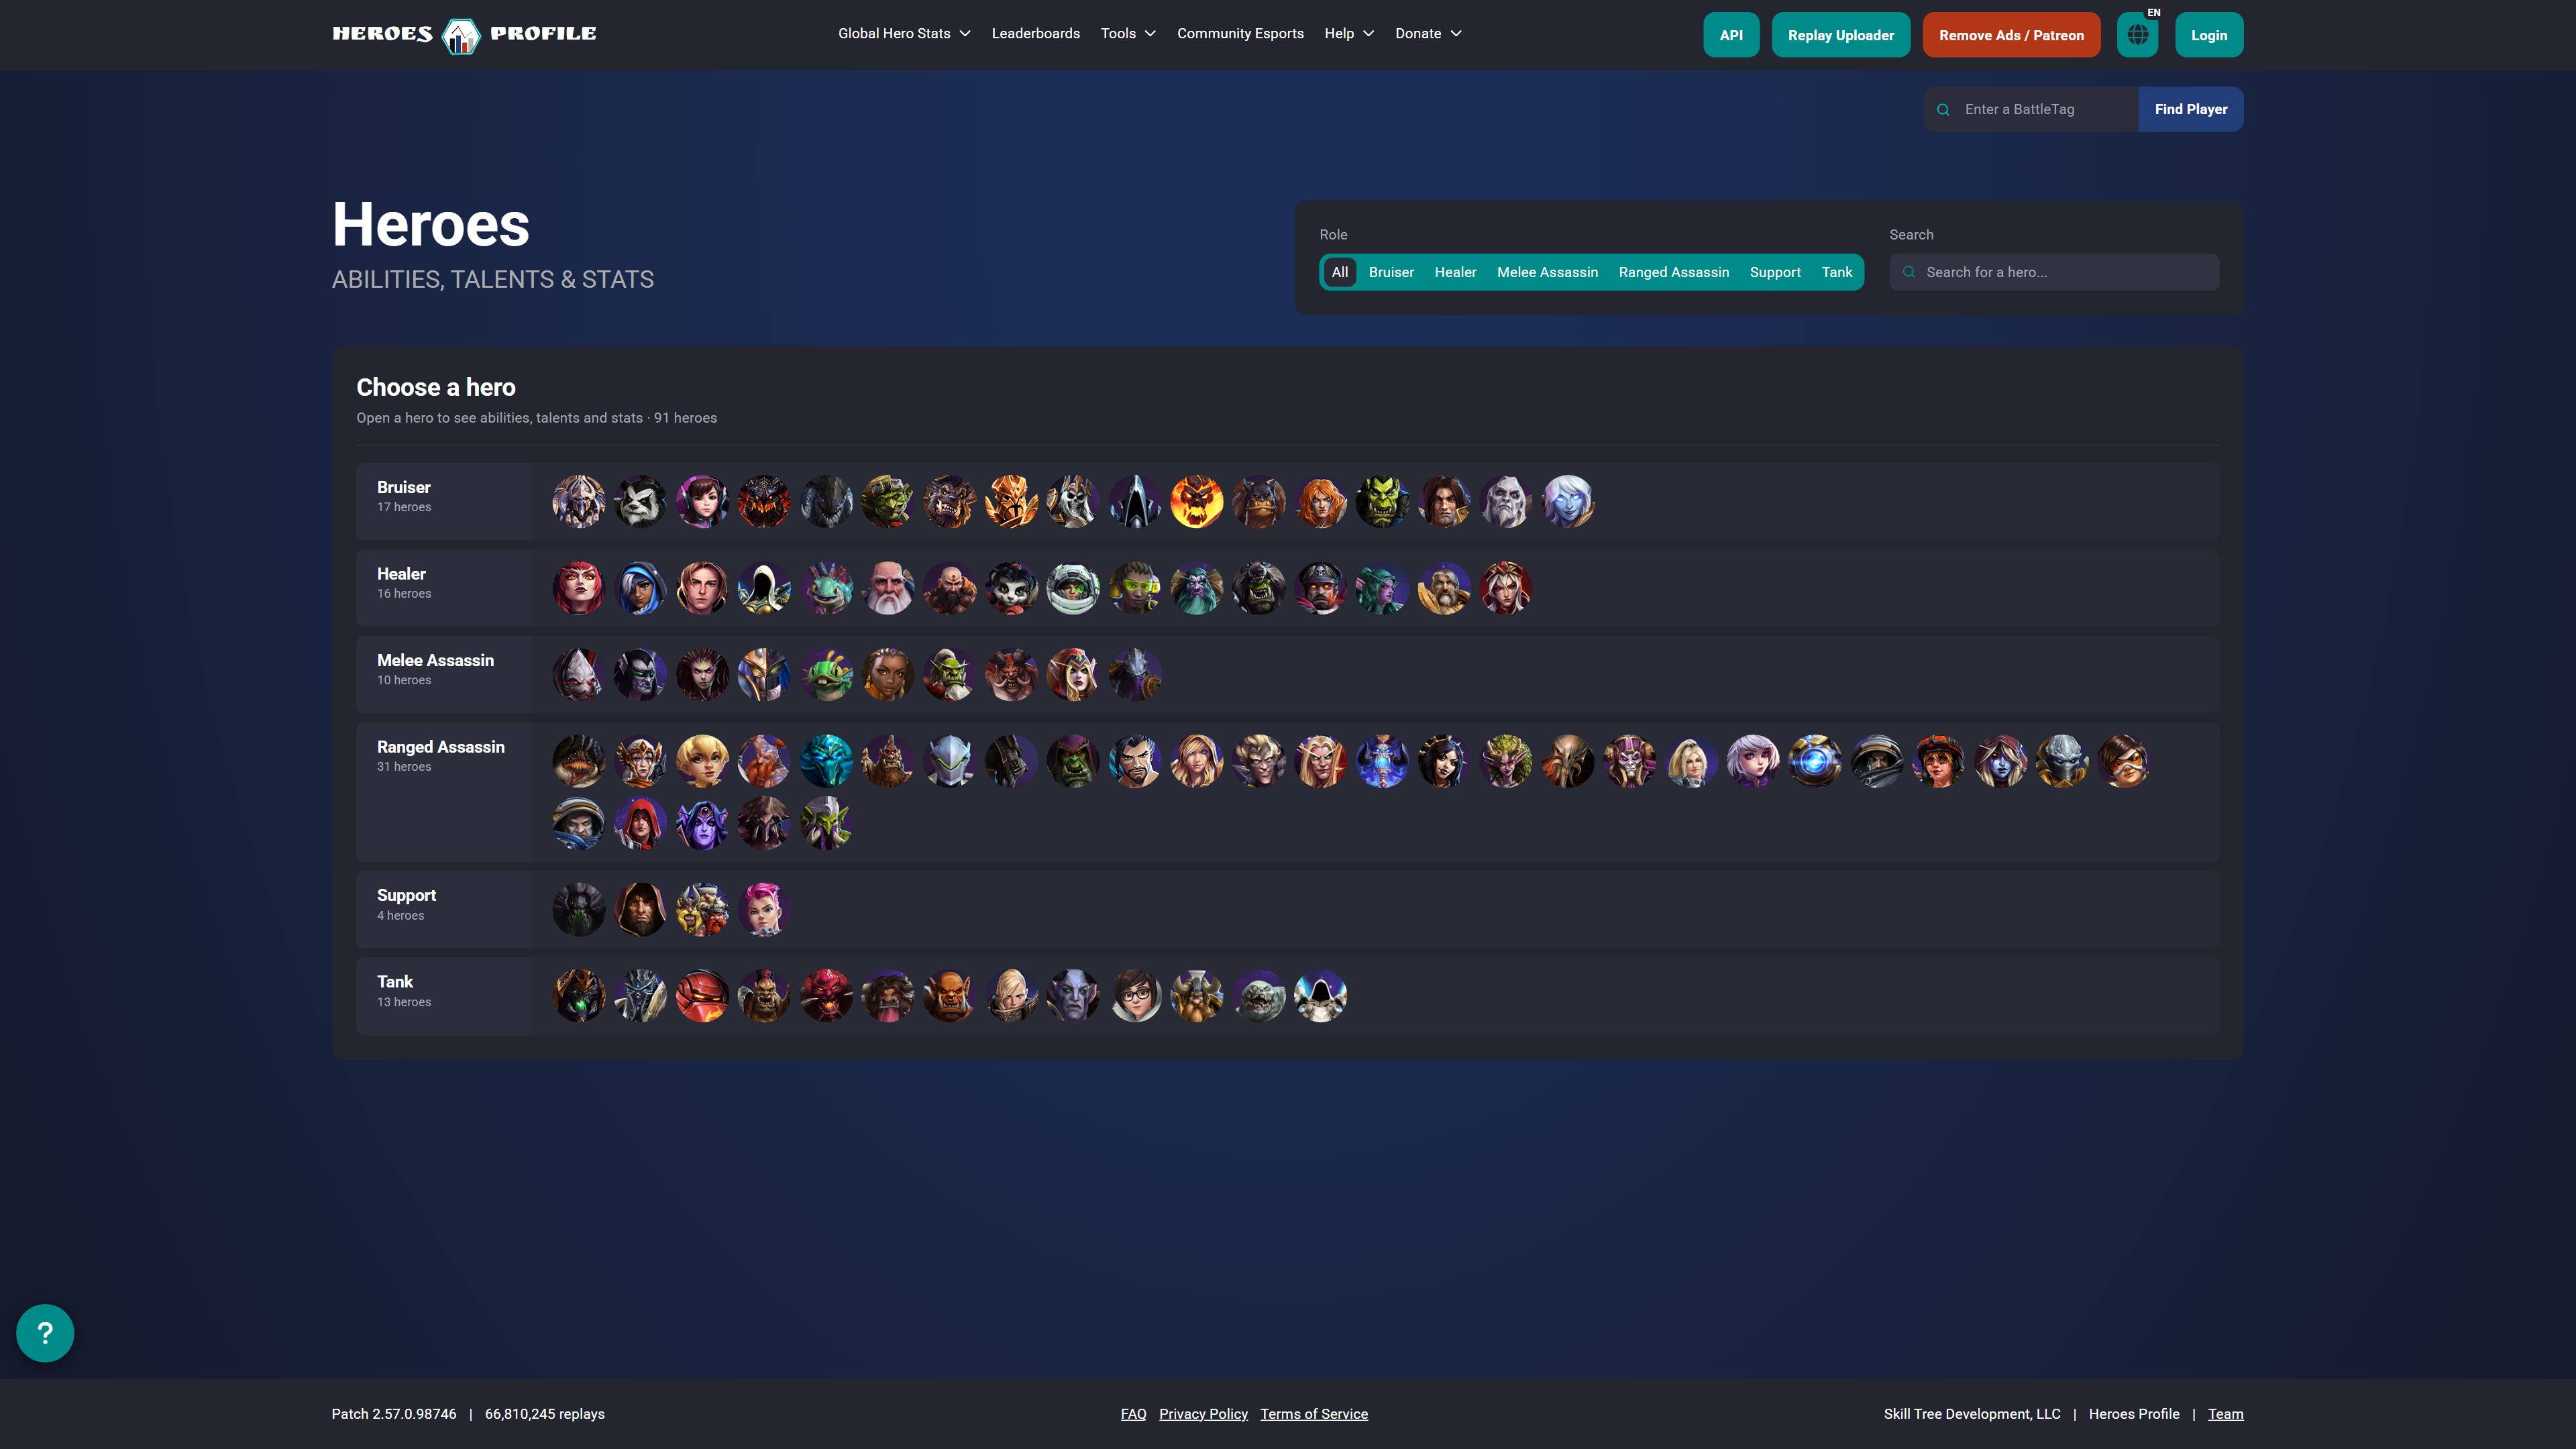 HEROES PROFILE
Global Hero Stats
Leaderboards
Tools
Community Esports
Help
Donate
API
Replay Uploader
Remove Ads / Patreon
EN
Login
Enter a BattleTag
Find Player
Heroes
ABILITIES, TALENTS & STATS
Role
All Bruiser Healer Melee Assassin Ranged Assassin Support Tank
Search
Search for a hero...
Choose a hero
Open a hero to see abilities, talents and stats · 91 heroes
Bruiser
17 heroes
Healer
16 heroes
Melee Assassin
10 heroes
Ranged Assassin
31 heroes
Support
4 heroes
Tank
13 heroes
?
Patch 2.57.0.98746 | 66,810,245 replays
FAQ Privacy Policy Terms of Service
Skill Tree Development, LLC | Heroes Profile | Team